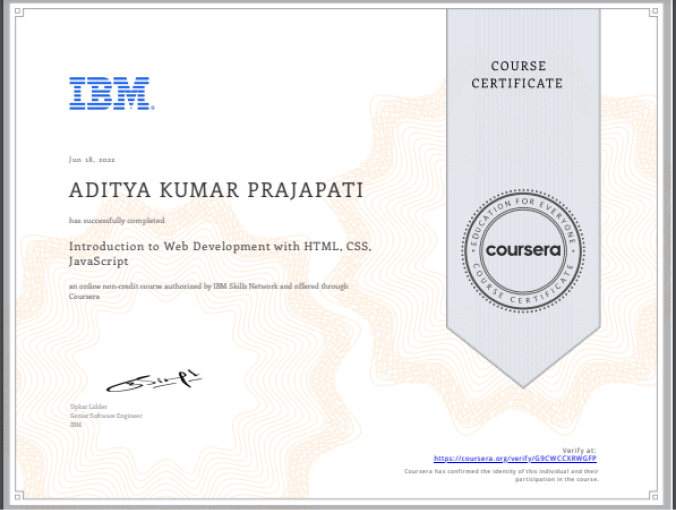 COURSE
CERTIFICATE
IBM
Jun 18, 2022
ADITYA KUMAR PRAJAPATI
has successfully completed
Introduction to Web Development with HTML, CSS,
JavaScript
an online non-credit course authorized by IBM Skills Network and offered through
Coursera
EDUCATION FOR EVERYONE
coursera
COURSE CERTIFICATE
Upkar Lidder
Senior Software Engineer
IBM
Verify at:
https://coursera.org/verify/G9CWCCXRWGFP
Coursera has confirmed the identity of this individual and their
participation in the course.